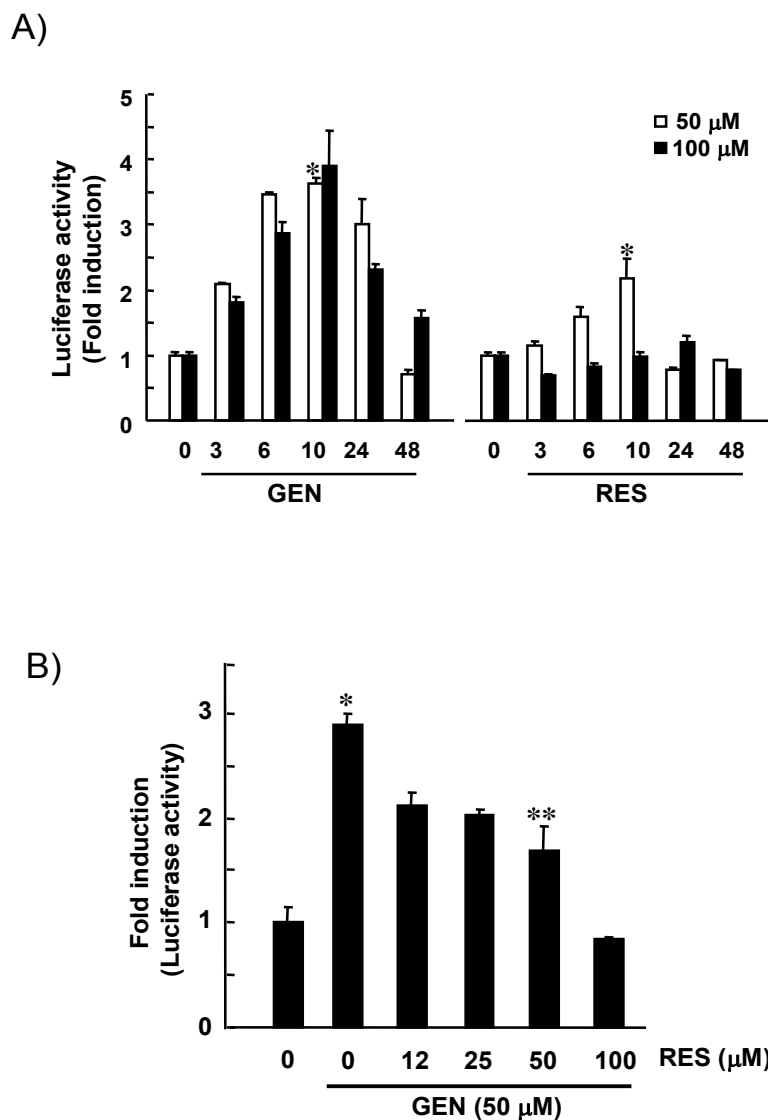 A)
5
4
3
2
1
0
Luciferase activity
(Fold induction)
50 μM
100 μM
*
*
0 3 6 10 24 48 0 3 6 10 24 48
GEN RES
B)
3
2
1
0
Fold induction
(Luciferase activity)
*
**
0 0 12 25 50 100 RES (μM)
GEN (50 μM)